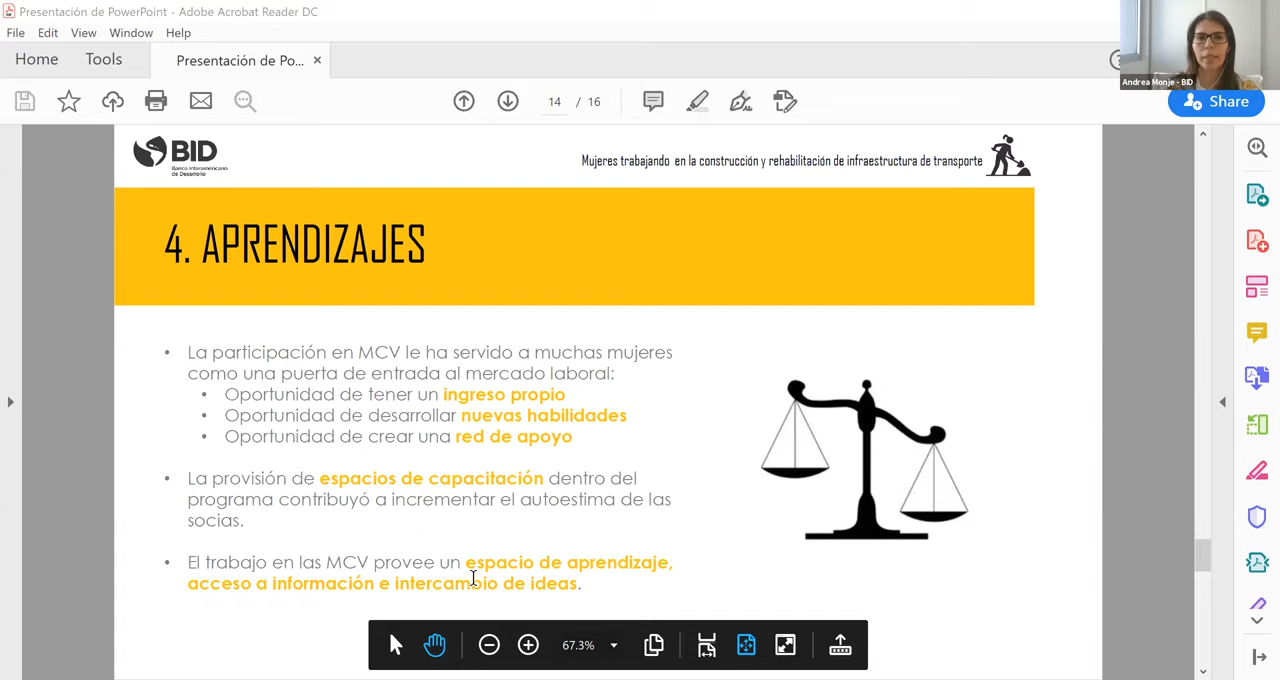 Presentación de PowerPoint - Adobe Acrobat Reader DC
File Edit View Window Help
Home Tools Presentación de Po... ×
14 / 16
Share
Andrea Monje - BID
BID
Banco Interamericano
de Desarrollo
Mujeres trabajando en la construcción y rehabilitación de infraestructura de transporte
4. APRENDIZAJES
• La participación en MCV le ha servido a muchas mujeres
como una puerta de entrada al mercado laboral:
• Oportunidad de tener un ingreso propio
• Oportunidad de desarrollar nuevas habilidades
• Oportunidad de crear una red de apoyo
• La provisión de espacios de capacitación dentro del
programa contribuyó a incrementar el autoestima de las
socias.
• El trabajo en las MCV provee un espacio de aprendizaje,
acceso a información e intercambio de ideas.
67.3%